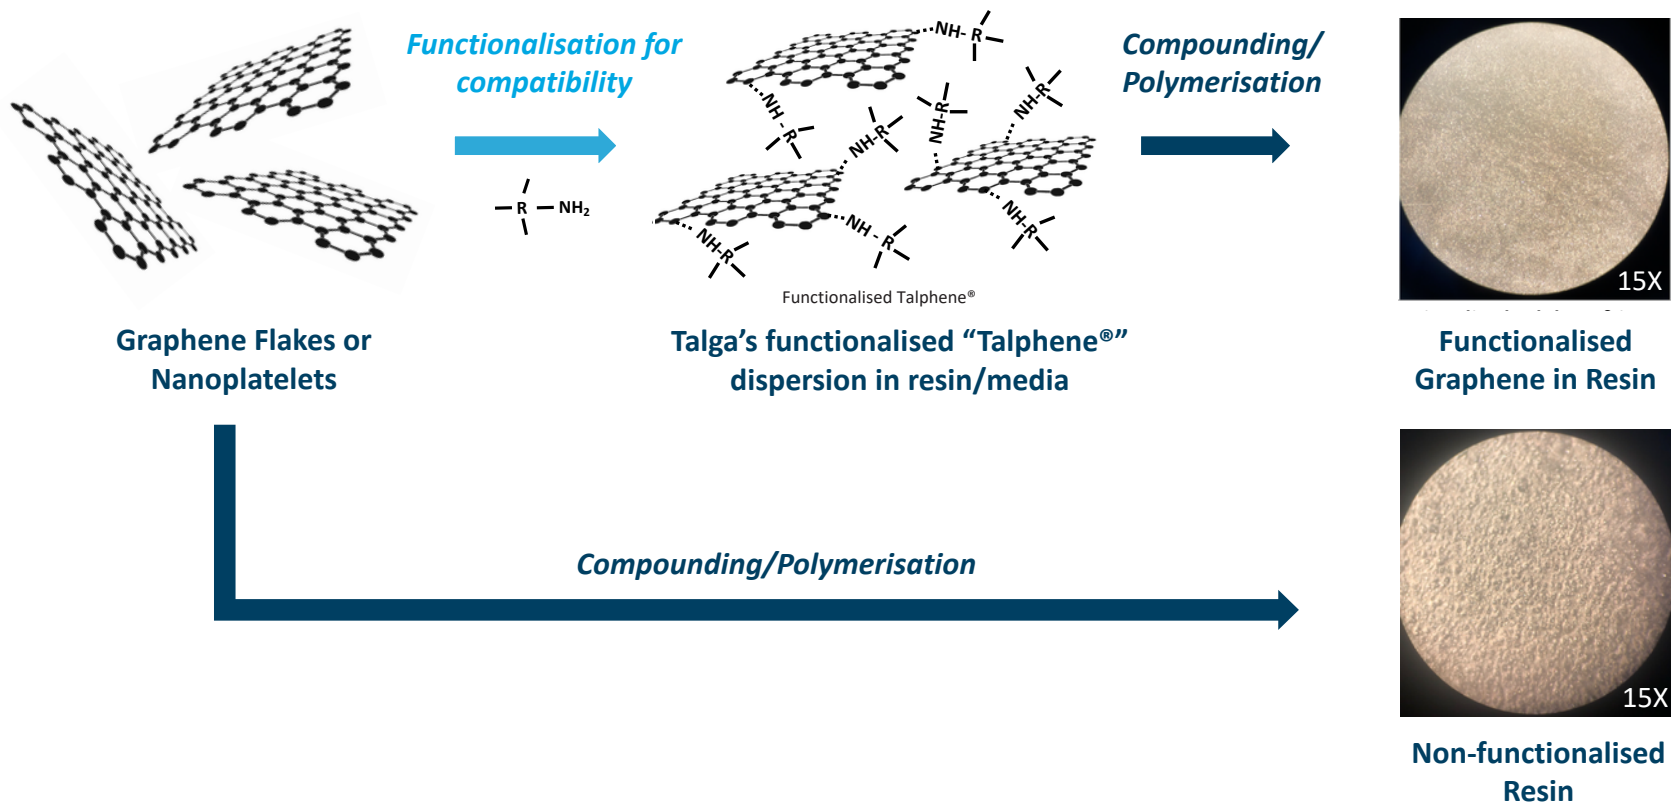 Functionalisation for
compatibility
Compounding/
Polymerisation
NH- R
NH - R
NH-R
NH-R
NH-R
R — NH₂
NH-R
NH - R
NH-R
15X
Functionalised Talphene®
Graphene Flakes or
Nanoplatelets
Talga’s functionalised “Talphene®”
dispersion in resin/media
Functionalised
Graphene in Resin
Compounding/Polymerisation
15X
Non-functionalised
Resin